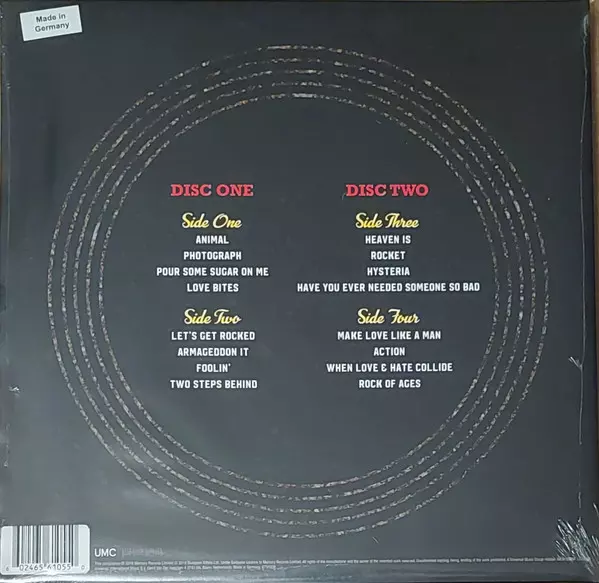 Made in
Germany
DISC ONE
Side One
ANIMAL
PHOTOGRAPH
POUR SOME SUGAR ON ME
LOVE BITES
Side Two
LET'S GET ROCKED
ARMAGEDDON IT
FOOLIN'
TWO STEPS BEHIND
DISC TWO
Side Three
HEAVEN IS
ROCKET
HYSTERIA
HAVE YOU EVER NEEDED SOMEONE SO BAD
Side Four
MAKE LOVE LIKE A MAN
ACTION
WHEN LOVE & HATE COLLIDE
ROCK OF AGES
UMC